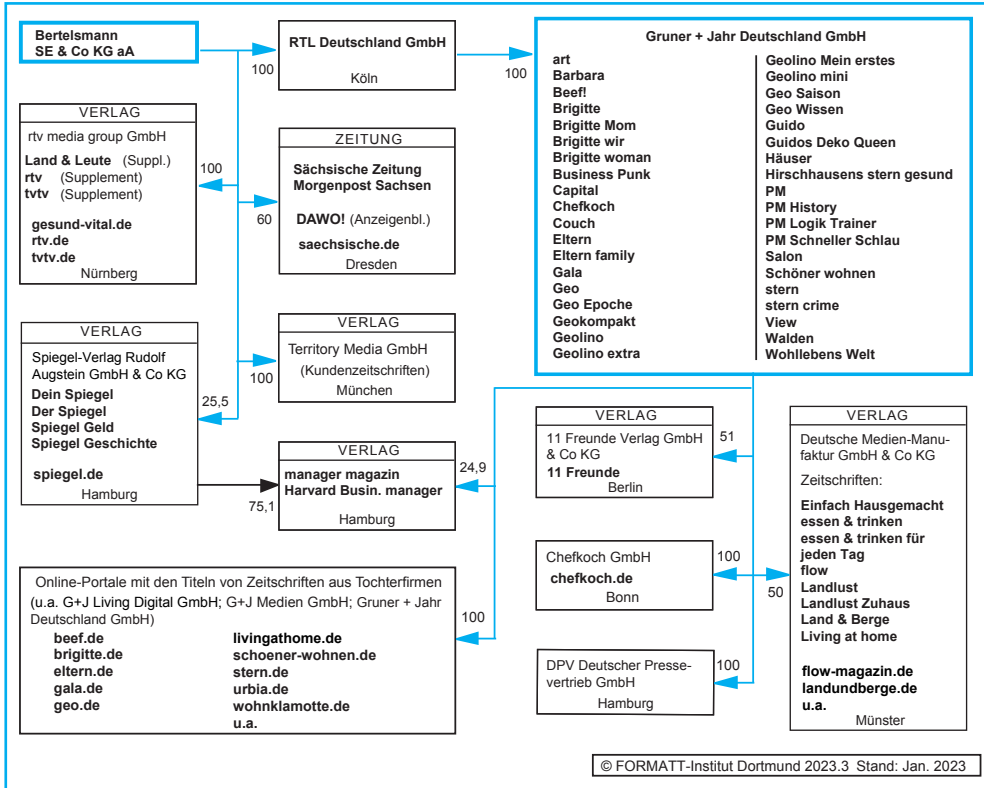 Bertelsmann
SE & Co KG aA
100
RTL Deutschland GmbH
Köln
100
Gruner + Jahr Deutschland GmbH
art
Barbara
Beef!
Brigitte
Brigitte Mom
Brigitte wir
Brigitte woman
Business Punk
Capital
Chefkoch
Couch
Eltern
Eltern family
Gala
Geo
Geo Epoche
Geokompakt
Geolino
Geolino extra
Geolino Mein erstes
Geolino mini
Geo Saison
Geo Wissen
Guido
Guidos Deko Queen
Häuser
Hirschhausens stern gesund
PM
PM History
PM Logik Trainer
PM Schneller Schlau
Salon
Schöner wohnen
stern
stern crime
View
Walden
Wohllebens Welt
VERLAG
rtv media group GmbH
Land & Leute (Suppl.)
rtv (Supplement)
tvtv (Supplement)
gesund-vital.de
rtv.de
tvtv.de
Nürnberg
100
ZEITUNG
Sächsische Zeitung
Morgenpost Sachsen
DAWO! (Anzeigenbl.)
saechsische.de
Dresden
60
VERLAG
Spiegel-Verlag Rudolf
Augstein GmbH & Co KG
Dein Spiegel
Der Spiegel
Spiegel Geld
Spiegel Geschichte
spiegel.de
Hamburg
25,5
VERLAG
Territory Media GmbH
(Kundenzeitschriften)
München
100
VERLAG
manager magazin
Harvard Busin. manager
Hamburg
75,1
24,9
VERLAG
11 Freunde Verlag GmbH
& Co KG
11 Freunde
Berlin
51
VERLAG
Deutsche Medien-Manu-
faktur GmbH & Co KG
Zeitschriften:
Einfach Hausgemacht
essen & trinken
essen & trinken für
jeden Tag
flow
Landlust
Landlust Zuhaus
Land & Berge
Living at home
flow-magazin.de
landundberge.de
u.a.
Münster
50
Chefkoch GmbH
chefkoch.de
Bonn
100
DPV Deutscher Presse-
vertrieb GmbH
Hamburg
100
Online-Portale mit den Titeln von Zeitschriften aus Tochterfirmen
(u.a. G+J Living Digital GmbH; G+J Medien GmbH; Gruner + Jahr
Deutschland GmbH)
beef.de
brigitte.de
eltern.de
gala.de
geo.de
livingathome.de
schoener-wohnen.de
stern.de
urbia.de
wohnklamotte.de
u.a.
100
© FORMATT-Institut Dortmund 2023.3 Stand: Jan. 2023